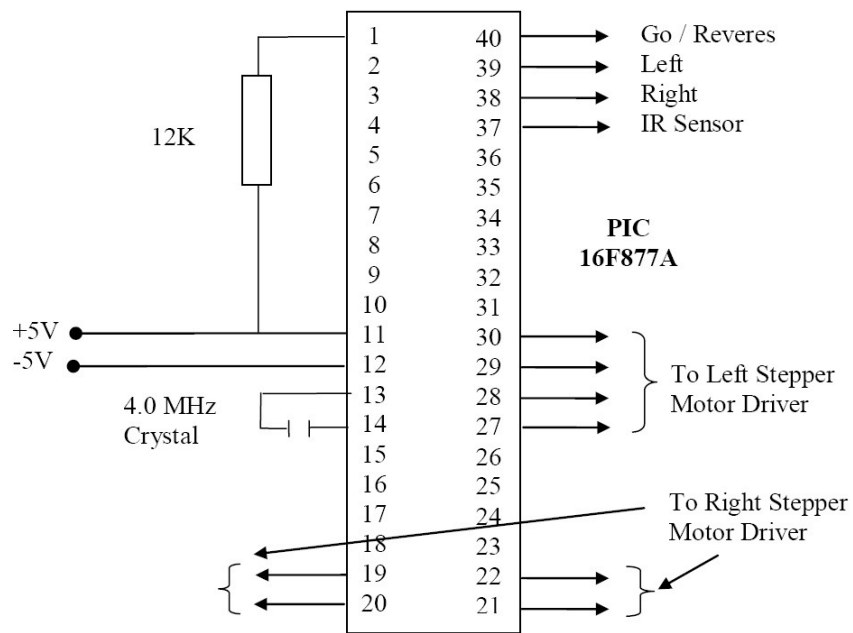 1 40 Go / Reveres
2 39 Left
3 38 Right
4 37 IR Sensor
12K
5 36
6 35
7 34
PIC
8 33
16F877A
9 32
10 31
+5V 11 30
-5V 12 29
To Left Stepper
13 28
Motor Driver
4.0 MHz
14 27
Crystal
15 26
16 25
To Right Stepper
17 24
Motor Driver
18 23
19 22
20 21